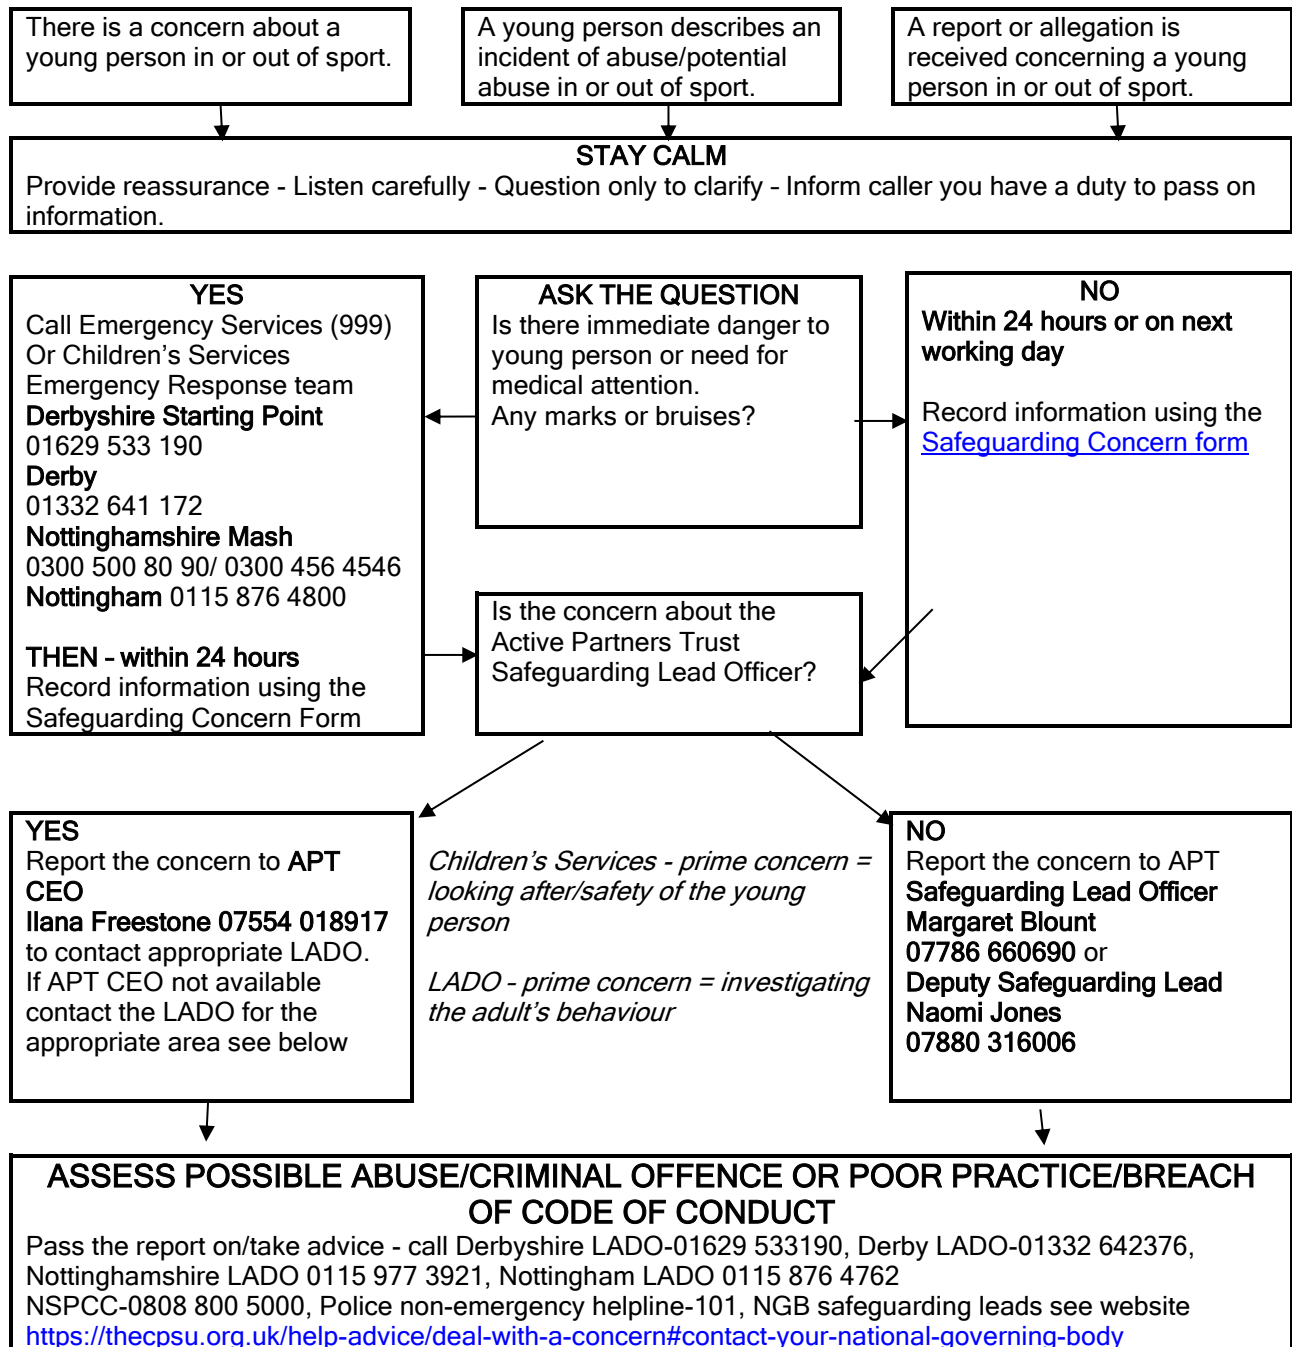 There is a concern about a
young person in or out of sport.
A young person describes an
incident of abuse/potential
abuse in or out of sport.
A report or allegation is
received concerning a young
person in or out of sport.
STAY CALM
Provide reassurance - Listen carefully - Question only to clarify – Inform caller you have a duty to pass on
information.
YES
Call Emergency Services (999)
Or Children’s Services
Emergency Response team
Derbyshire Starting Point
01629 533 190
Derby
01332 641 172
Nottinghamshire Mash
0300 500 80 90/ 0300 456 4546
Nottingham 0115 876 4800
THEN – within 24 hours
Record information using the
Safeguarding Concern Form
ASK THE QUESTION
Is there immediate danger to
young person or need for
medical attention.
Any marks or bruises?
NO
Within 24 hours or on next
working day
Record information using the
Safeguarding Concern form
Is the concern about the
Active Partners Trust
Safeguarding Lead Officer?
YES
Report the concern to APT
CEO
Ilana Freestone 07554 018917
to contact appropriate LADO.
If APT CEO not available
contact the LADO for the
appropriate area see below
Children’s Services - prime concern =
looking after/safety of the young
person
LADO – prime concern = investigating
the adult’s behaviour
NO
Report the concern to APT
Safeguarding Lead Officer
Margaret Blount
07786 660690 or
Deputy Safeguarding Lead
Naomi Jones
07880 316006
ASSESS POSSIBLE ABUSE/CRIMINAL OFFENCE OR POOR PRACTICE/BREACH
OF CODE OF CONDUCT
Pass the report on/take advice - call Derbyshire LADO-01629 533190, Derby LADO-01332 642376,
Nottinghamshire LADO 0115 977 3921, Nottingham LADO 0115 876 4762
NSPCC-0808 800 5000, Police non-emergency helpline-101, NGB safeguarding leads see website
https://thecpsu.org.uk/help-advice/deal-with-a-concern#contact-your-national-governing-body